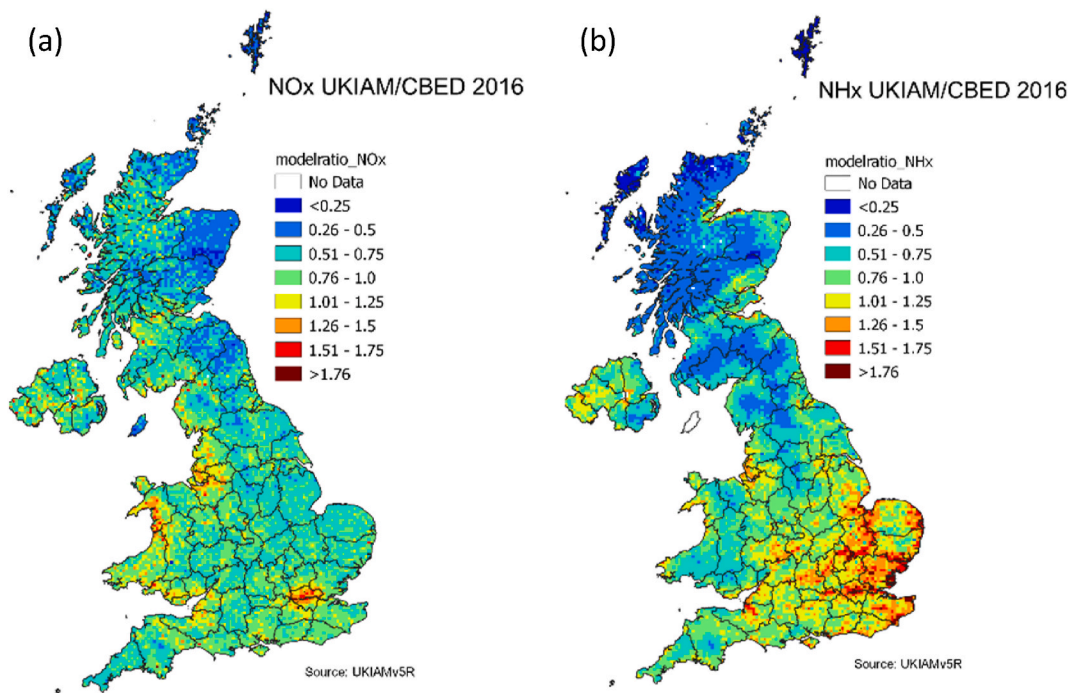 (a)
NOx UKIAM/CBED 2016
modelratio_NOx
No Data
<0.25
0.26 - 0.5
0.51 - 0.75
0.76 - 1.0
1.01 - 1.25
1.26 - 1.5
1.51 - 1.75
>1.76
Source: UKIAMv5R
(b)
NHx UKIAM/CBED 2016
modelratio_NHx
No Data
<0.25
0.26 - 0.5
0.51 - 0.75
0.76 - 1.0
1.01 - 1.25
1.26 - 1.5
1.51 - 1.75
>1.76
Source: UKIAMv5R